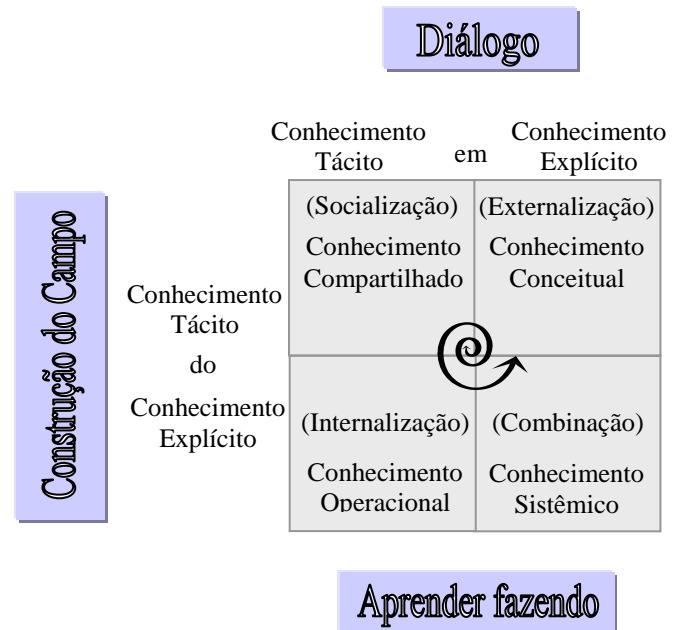 Diálogo
Conhecimento
Tácito
em
Conhecimento
Explícito
Construção do Campo
Conhecimento
Tácito
do
Conhecimento
Explícito
(Socialização)
Conhecimento
Compartilhado
(Externalização)
Conhecimento
Conceitual
(Internalização)
Conhecimento
Operacional
(Combinação)
Conhecimento
Sistêmico
Aprender fazendo